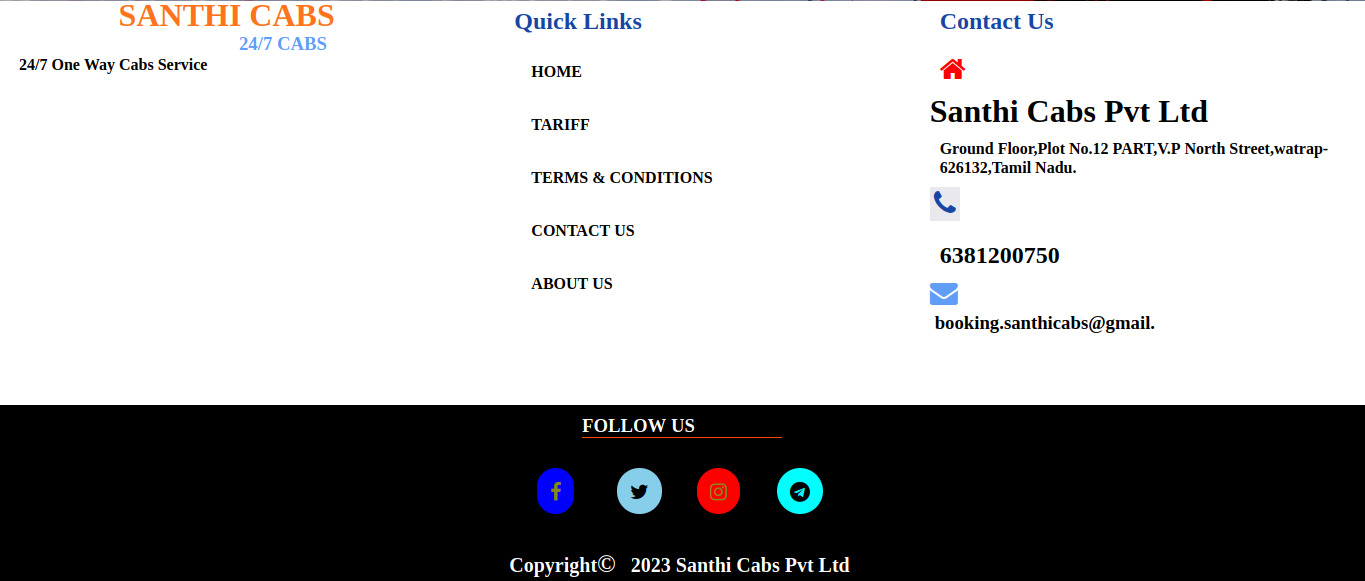 SANTHI CABS
24/7 CABS
24/7 One Way Cabs Service
Quick Links
HOME
TARIFF
TERMS & CONDITIONS
CONTACT US
ABOUT US
Contact Us
Santhi Cabs Pvt Ltd
Ground Floor,Plot No.12 PART,V.P North Street,watrap-
626132,Tamil Nadu.
6381200750
booking.santhicabs@gmail.
FOLLOW US
Copyright© 2023 Santhi Cabs Pvt Ltd